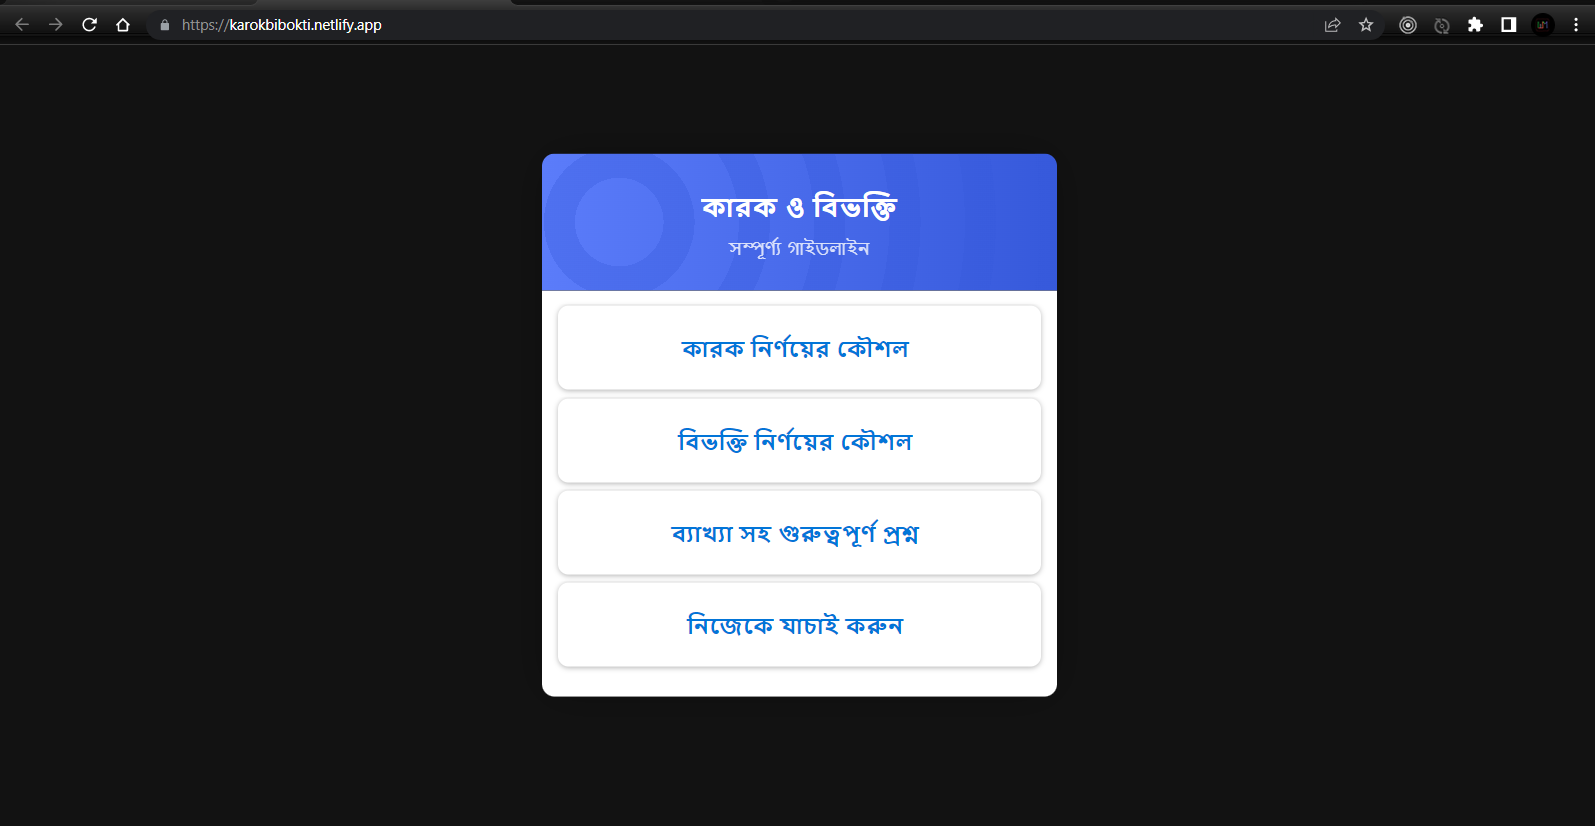 https://karokbibokti.netlify.app
কারক ও বিভক্তি
সম্পূর্ণ্য গাইডলাইন
কারক নির্ণয়ের কৌশল
বিভক্তি নির্ণয়ের কৌশল
ব্যাখ্যা সহ গুরুত্বপূর্ণ প্রশ্ন
নিজেকে যাচাই করুন